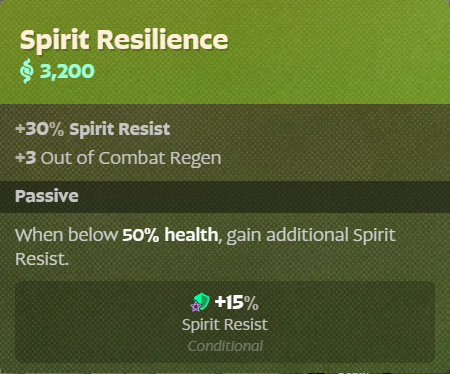 Spirit Resilience
3,200
+30% Spirit Resist
+3 Out of Combat Regen
Passive
When below 50% health, gain additional Spirit
Resist.
+15%
Spirit Resist
Conditional